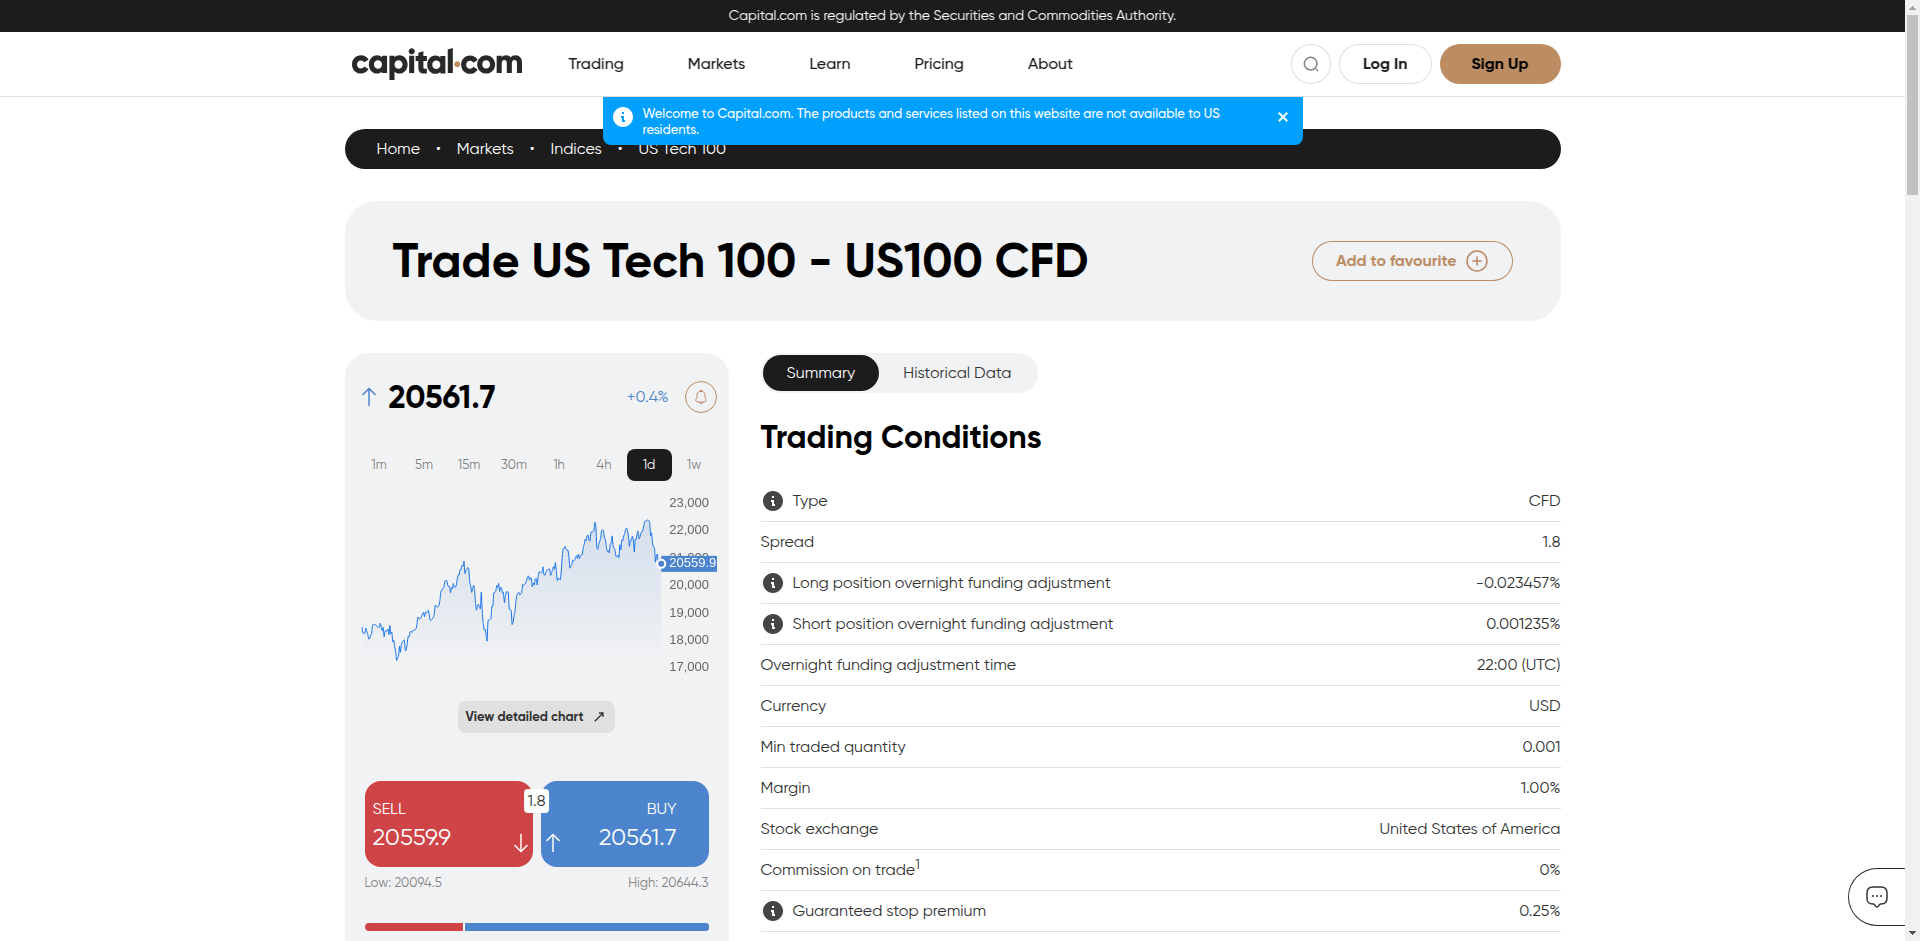 Capital.com is regulated by the Securities and Commodities Authority.
capital.com
Trading
Markets
Learn
Pricing
About
Log In
Sign Up
Welcome to Capital.com. The products and services listed on this website are not available to US
residents.
Home • Markets • Indices • US Tech 100
Trade US Tech 100 - US100 CFD
Add to favourite
20561.7
+0.4%
1m
5m
15m
30m
1h
4h
1d
1w
23,000
22,000
21,000
20559.9
20,000
19,000
18,000
17,000
View detailed chart
SELL
20559.9
1.8
BUY
20561.7
Low: 20094.5
High: 20644.3
Summary
Historical Data
Trading Conditions
Type CFD
Spread 1.8
Long position overnight funding adjustment -0.023457%
Short position overnight funding adjustment 0.001235%
Overnight funding adjustment time 22:00 (UTC)
Currency USD
Min traded quantity 0.001
Margin 1.00%
Stock exchange United States of America
Commission on trade1 0%
Guaranteed stop premium 0.25%